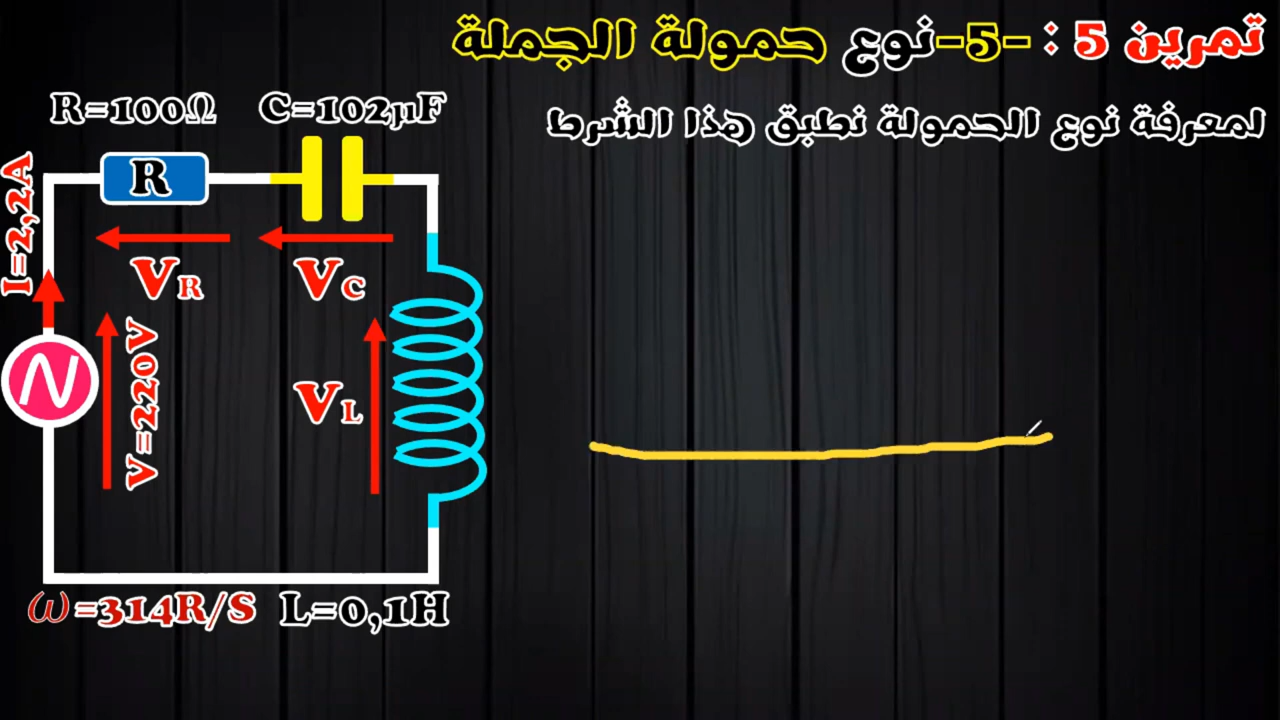 تمرين 5 : -5-نوع حمولة الجملة
لمعرفة نوع الحمولة نطبق هذا الشرط
R=100Ω C=102µF
I=2,2A
R
VR VC
V=220V
VL
N
ω=314R/S L=0,1H